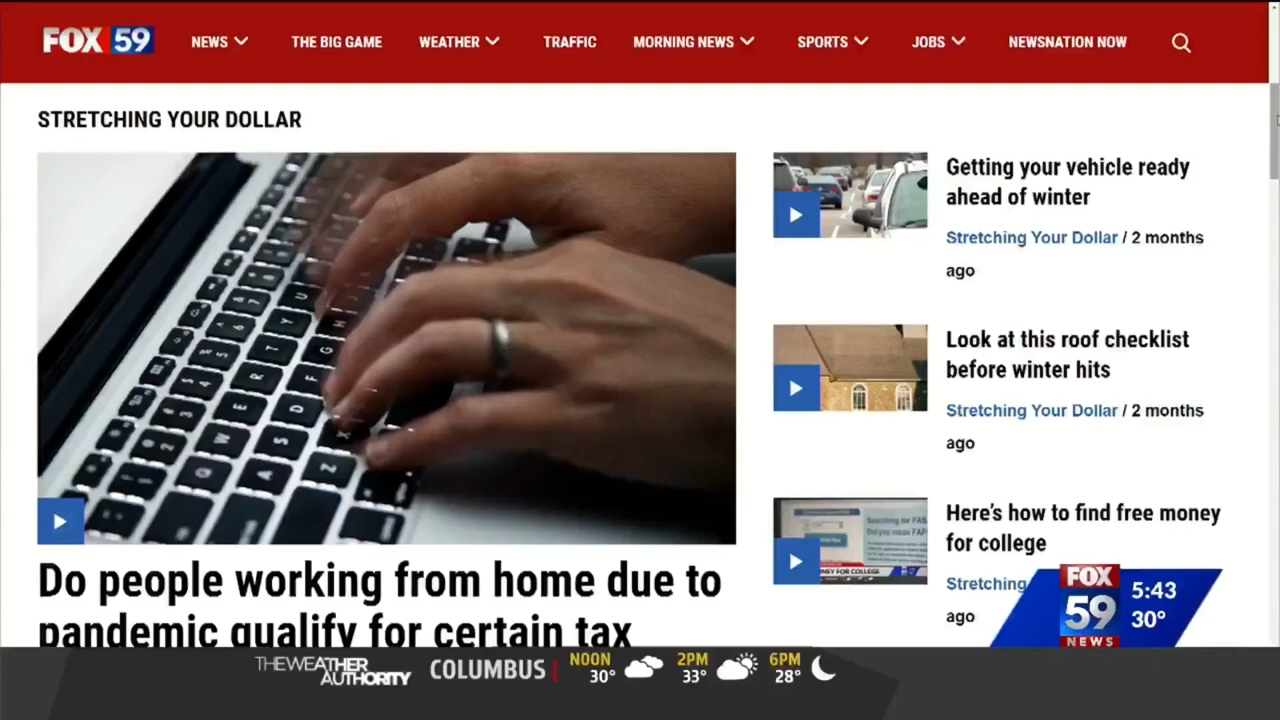 FOX 59
NEWS
THE BIG GAME
WEATHER
TRAFFIC
MORNING NEWS
SPORTS
JOBS
NEWSNATION NOW
STRETCHING YOUR DOLLAR
Do people working from home due to
pandemic qualify for certain tax
Getting your vehicle ready
ahead of winter
Stretching Your Dollar / 2 months
ago
Look at this roof checklist
before winter hits
Stretching Your Dollar / 2 months
ago
Here's how to find free money
for college
Stretching
ago
FOX
59
NEWS
5:43
30°
THE WEATHER
AUTHORITY
COLUMBUS
NOON
30°
2PM
33°
6PM
28°